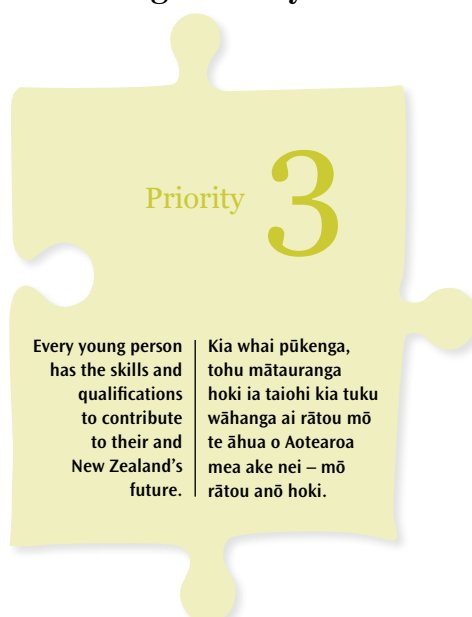 Priority 3
Every young person
has the skills and
qualifications
to contribute
to their and
New Zealand's
future.
Kia whai pūkenga,
tohu mātauranga
hoki ia taiohi kia tuku
wāhanga ai rātou mō
te āhua o Aotearoa
mea ake nei – mō
rātou anō hoki.